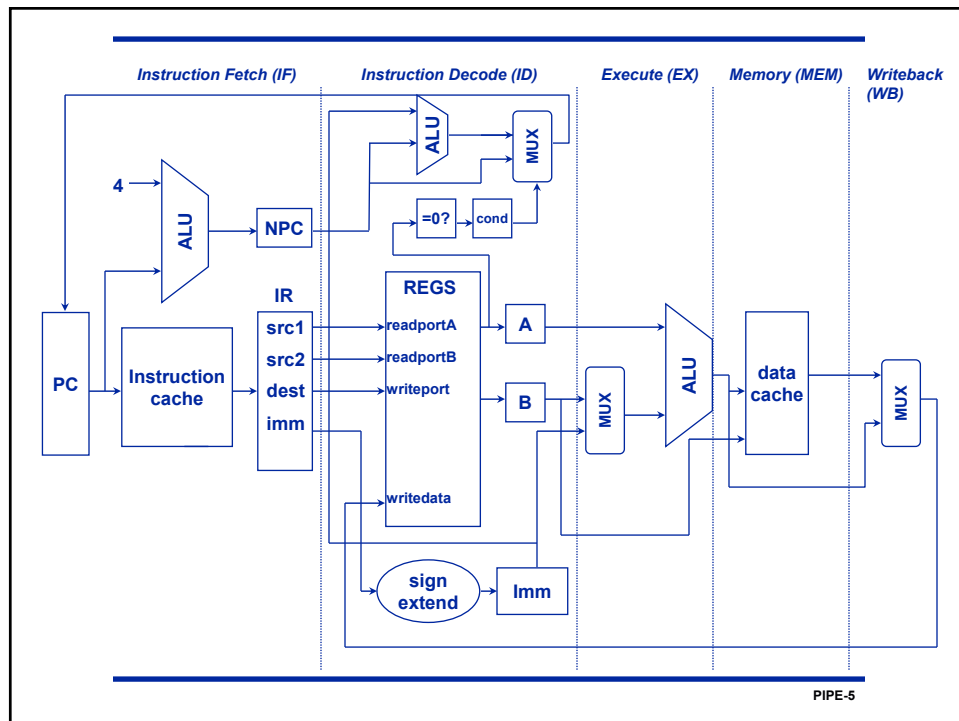 Instruction Fetch (IF)
Instruction Decode (ID)
Execute (EX)
Memory (MEM)
Writeback
(WB)
ALU
MUX
4
ALU
NPC
=0?
cond
IR
REGS
PC
Instruction
cache
src1
src2
dest
imm
readportA
readportB
writeport
writedata
A
B
MUX
ALU
data
cache
MUX
sign
extend
Imm
PIPE-5